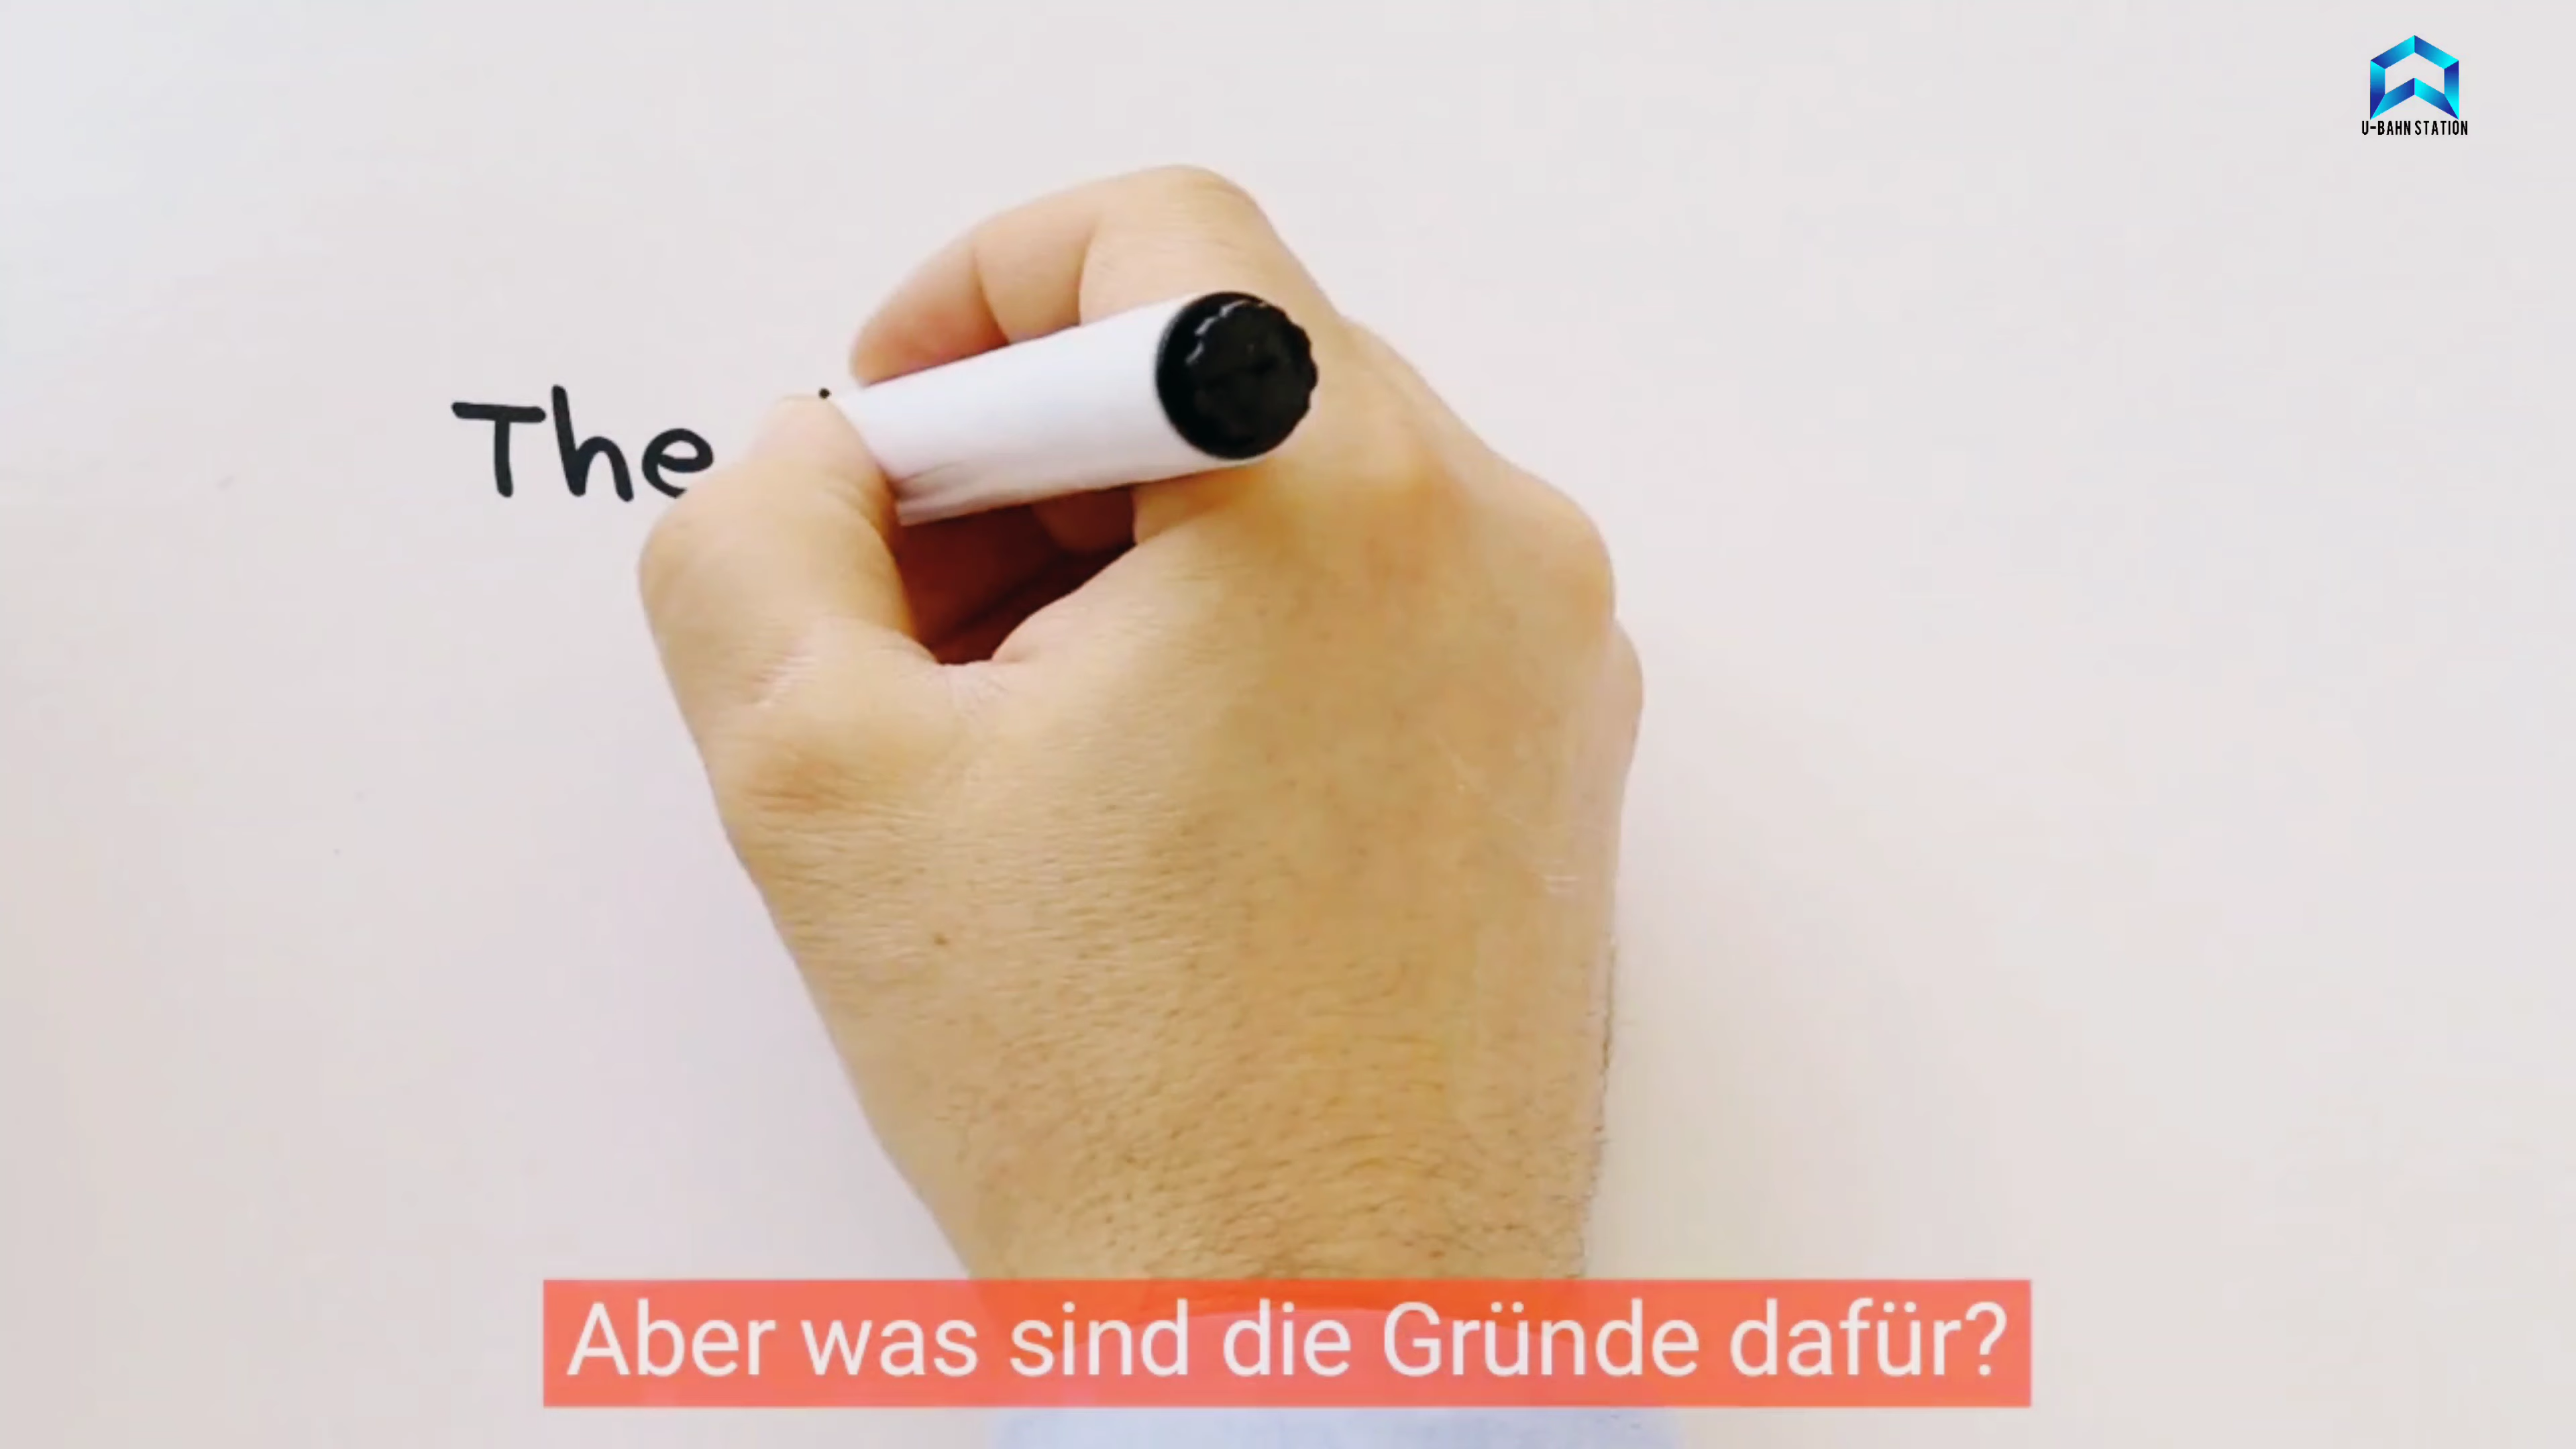 U-BAHN STATION
The
Aber was sind die Gründe dafür?